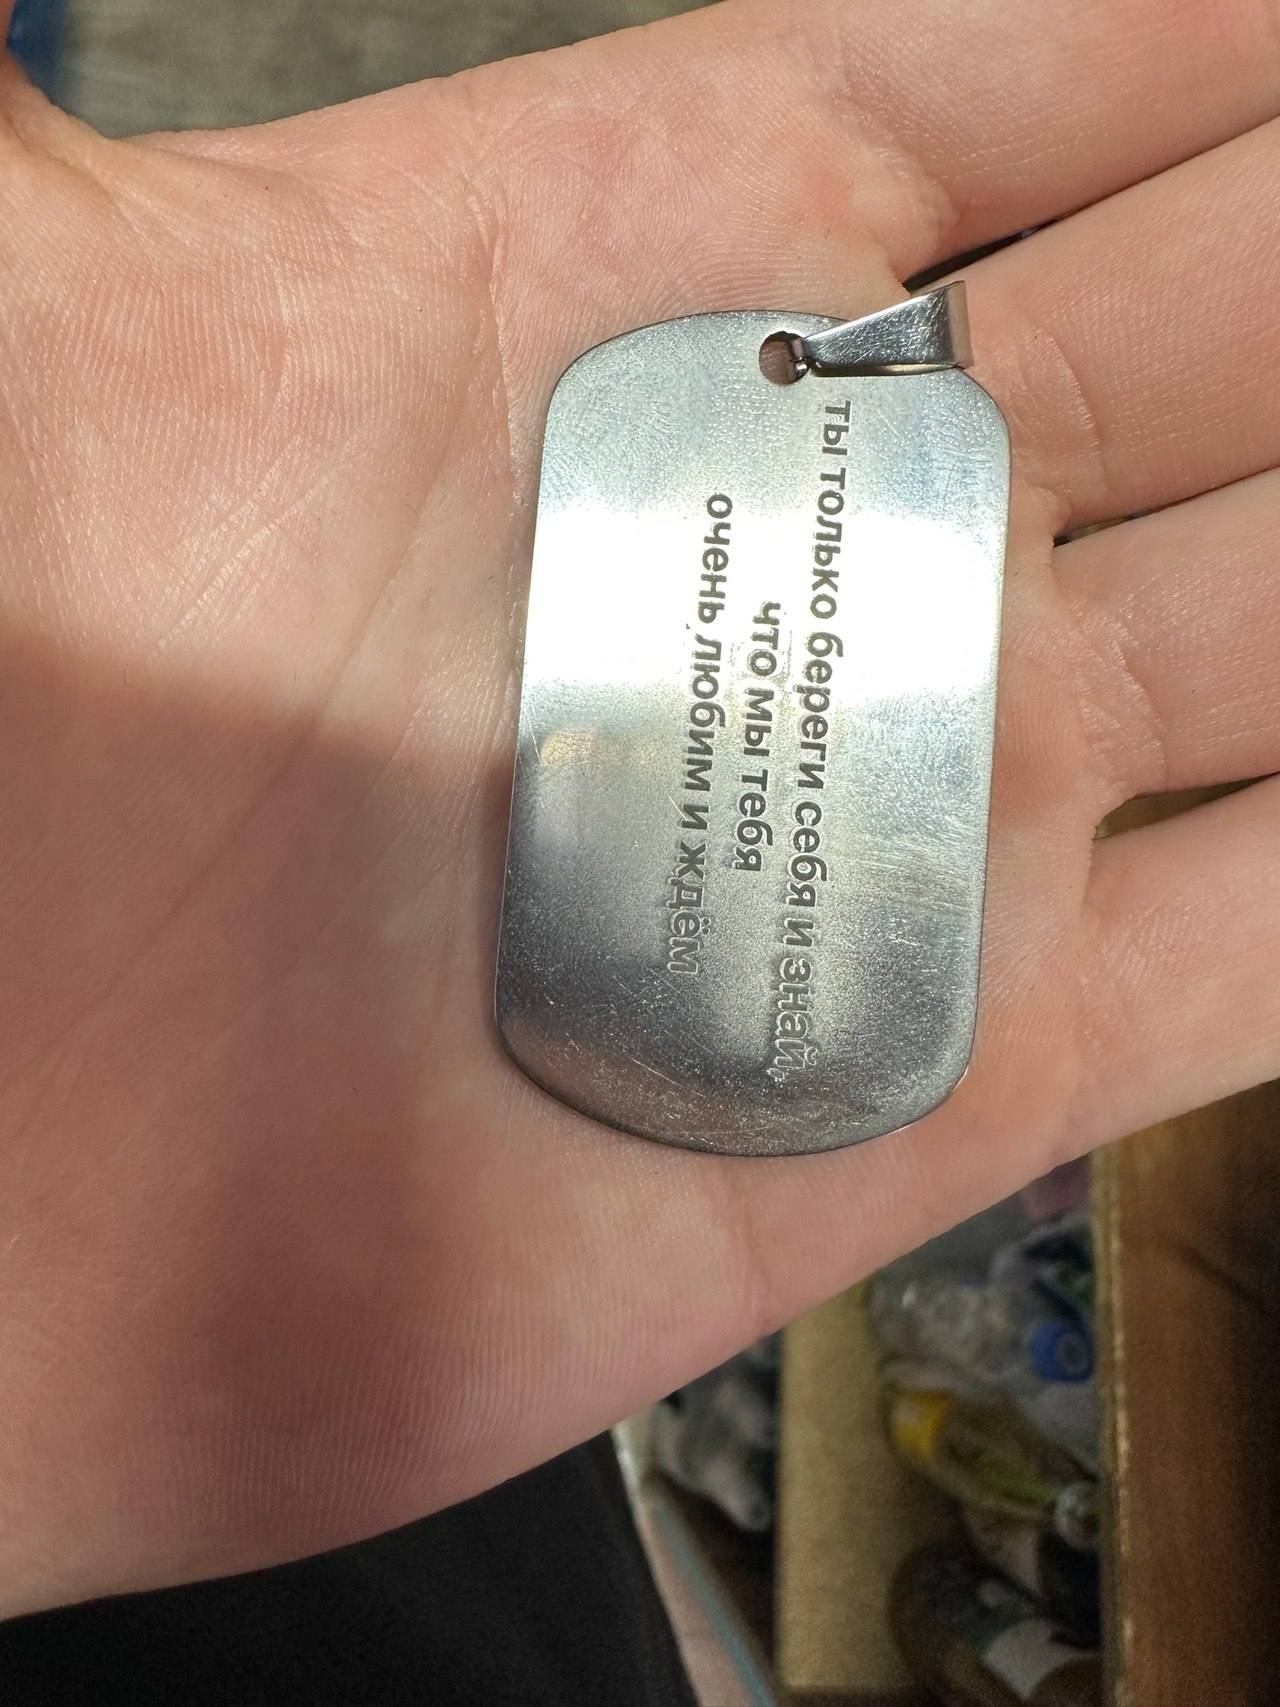 ты только береги себя и знай,
что мы тебя
очень любим и ждём